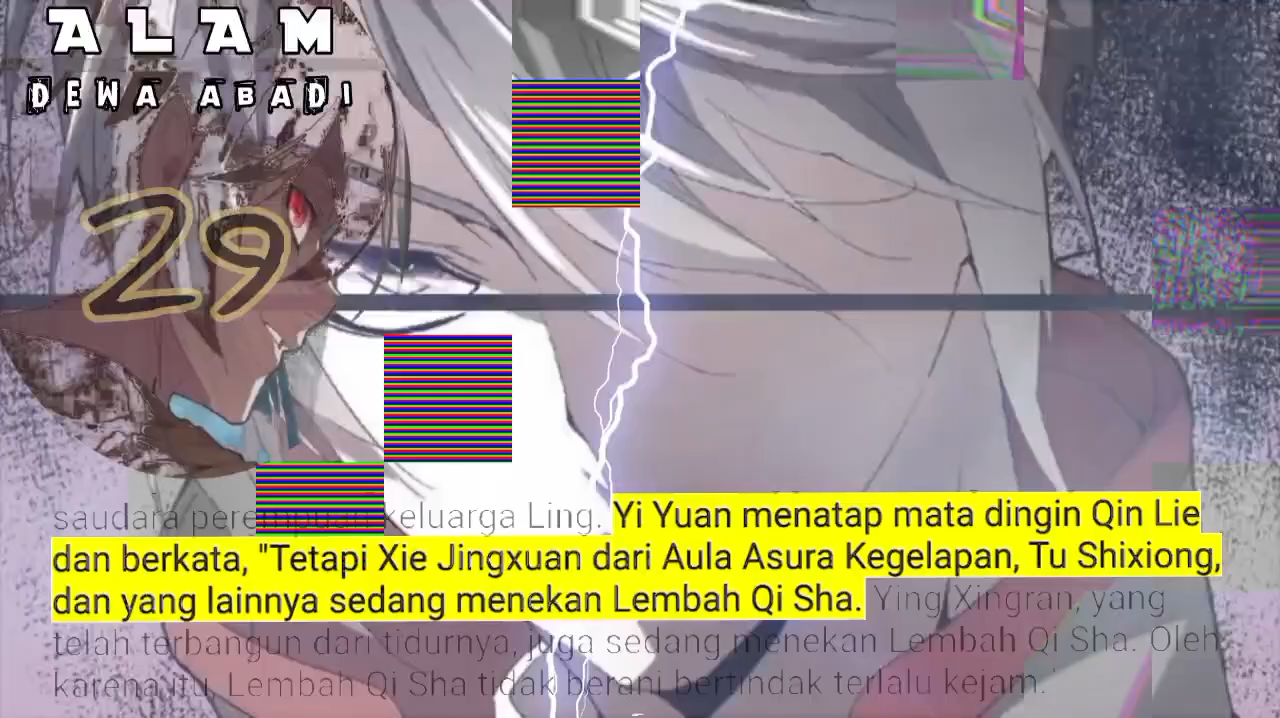 ALAM
DEWA ABADI
29
saudara perempuan keluarga Ling. Yi Yuan menatap mata dingin Qin Lie
dan berkata, "Tetapi Xie Jingxuan dari Aula Asura Kegelapan, Tu Shixiong,
dan yang lainnya sedang menekan Lembah Qi Sha. Ying Xingran, yang
telah terbangun dari tidurnya, juga sedang menekan Lembah Qi Sha. Oleh
karena itu, Lembah Qi Sha tidak berani bertindak terlalu kejam.